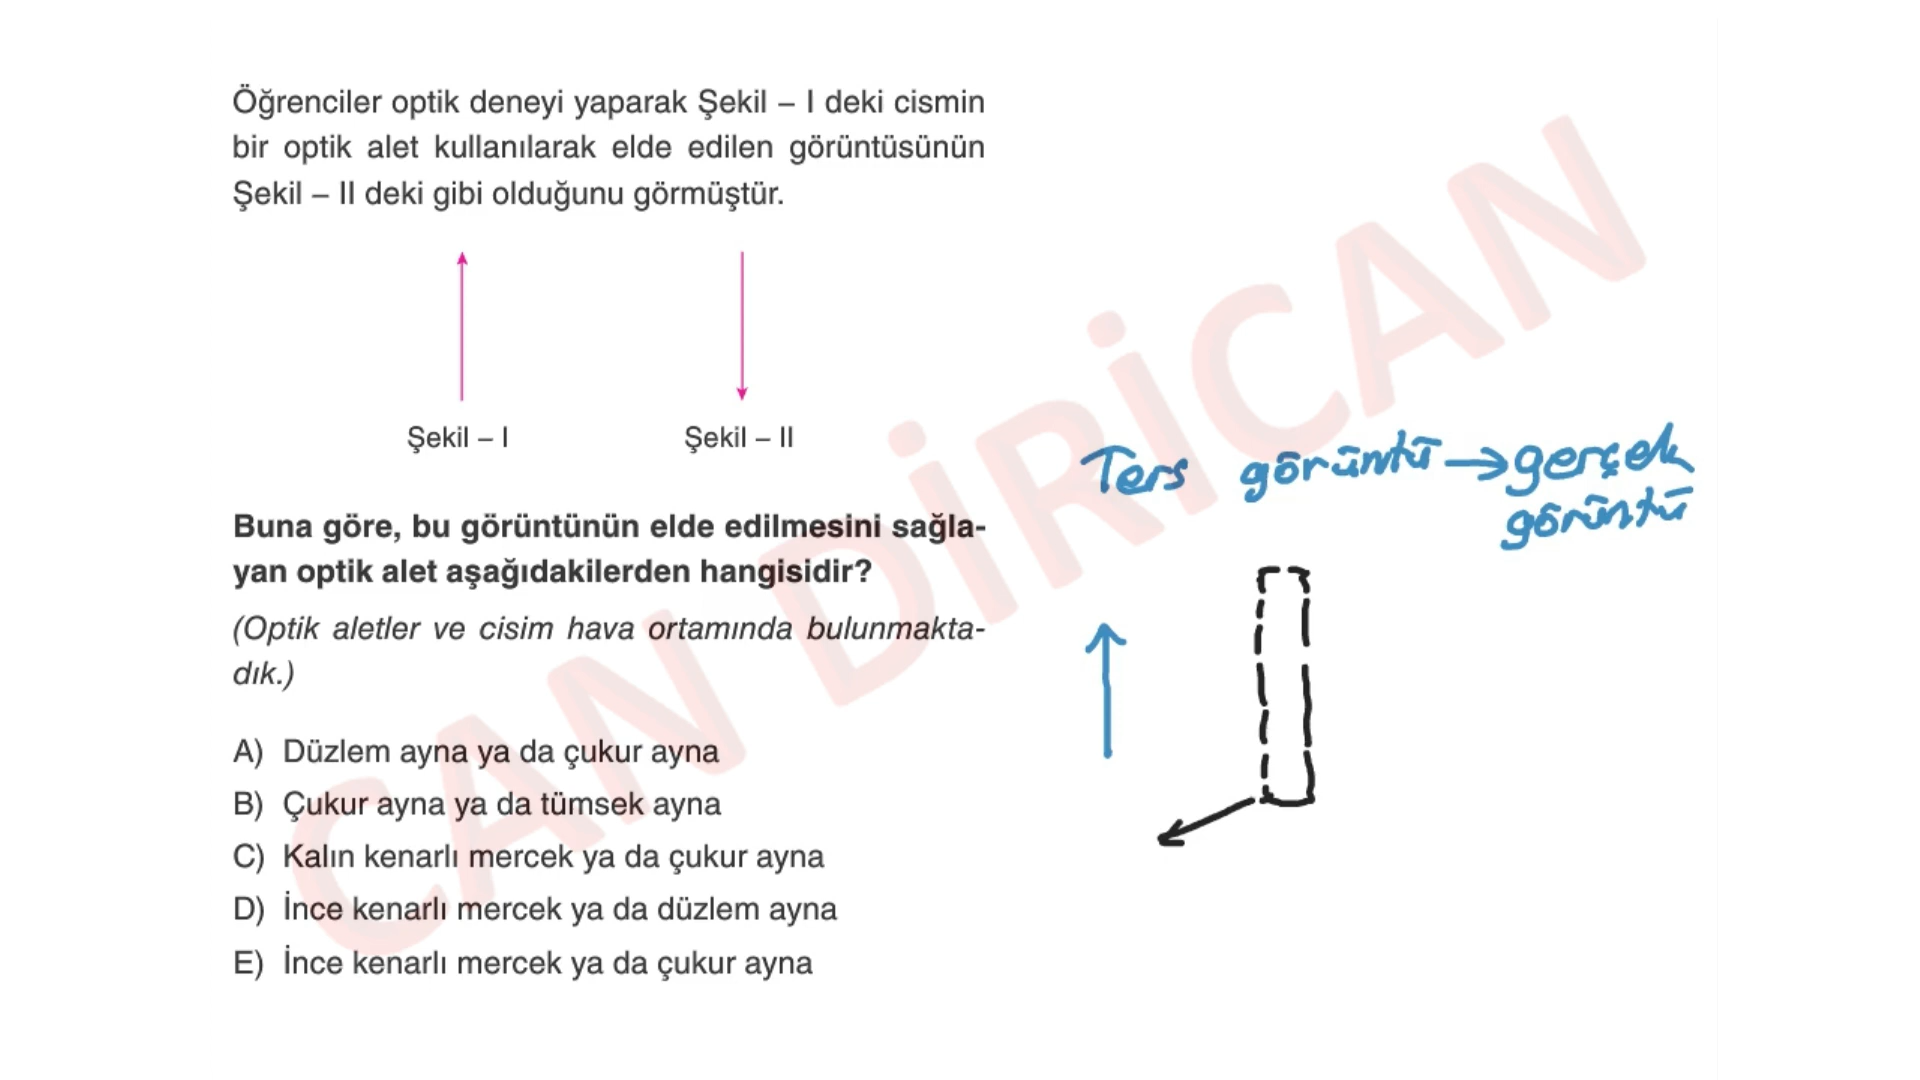 Öğrenciler optik deneyi yaparak Şekil – I deki cismin
bir optik alet kullanılarak elde edilen görüntüsünün
Şekil – II deki gibi olduğunu görmüştür.
Şekil – I
Şekil – II
Ters görüntü → gerçek
görüntü
Buna göre, bu görüntünün elde edilmesini sağla-
yan optik alet aşağıdakilerden hangisidir?
(Optik aletler ve cisim hava ortamında bulunmakta-
dık.)
A) Düzlem ayna ya da çukur ayna
B) Çukur ayna ya da tümsek ayna
C) Kalın kenarlı mercek ya da çukur ayna
D) İnce kenarlı mercek ya da düzlem ayna
E) İnce kenarlı mercek ya da çukur ayna
CAN DİRİCAN